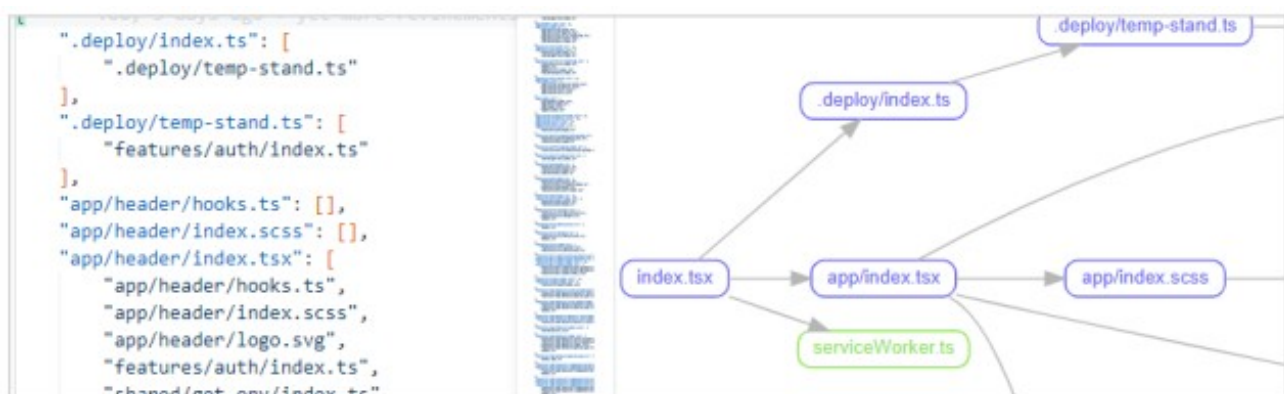 ".deploy/index.ts": [
".deploy/temp-stand.ts"
],
".deploy/temp-stand.ts": [
"features/auth/index.ts"
],
"app/header/hooks.ts": [],
"app/header/index.scss": [],
"app/header/index.tsx": [
"app/header/hooks.ts",
"app/header/index.scss",
"app/header/logo.svg",
"features/auth/index.ts",
.deploy/temp-stand.ts
.deploy/index.ts
index.tsx
app/index.tsx
app/index.scss
serviceWorker.ts